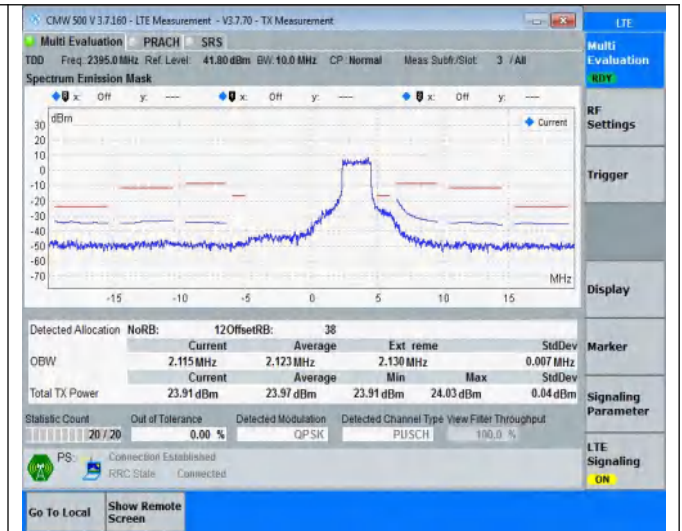 CMW 500 V 3.7.160 - LTE Measurement - V3.7.70 - TX Measurement
LTE
Multi Evaluation PRACH SRS
TDD Freq.: 2395.0 MHz Ref. Level: 41.80 dBm BW: 10.0 MHz CP: Normal Meas Subfr./Slot: 3 / All
Multi
Evaluation
RDY
Spectrum Emission Mask
x: Off y: --- x: Off y: --- x: Off y: ---
RF
Settings
dBm
Current
30
20
10
0
-10
-20
-30
-40
-50
-60
-70
MHz
-15 -10 -5 0 5 10 15
Trigger
Display
Detected Allocation NoRB: 12 OffsetRB: 38
Current Average Ext reme StdDev
OBW 2.115 MHz 2.123 MHz 2.130 MHz 0.007 MHz
Current Average Min Max StdDev
Total TX Power 23.91 dBm 23.97 dBm 23.91 dBm 24.03 dBm 0.04 dBm
Marker
Signaling
Parameter
Statistic Count Out of Tolerance Detected Modulation Detected Channel Type View Filter Throughput
20 / 20 0.00 % QPSK PUSCH 100.0 %
PS: Connection Established
RRC State Connected
LTE
Signaling
ON
Go To Local
Show Remote
Screen